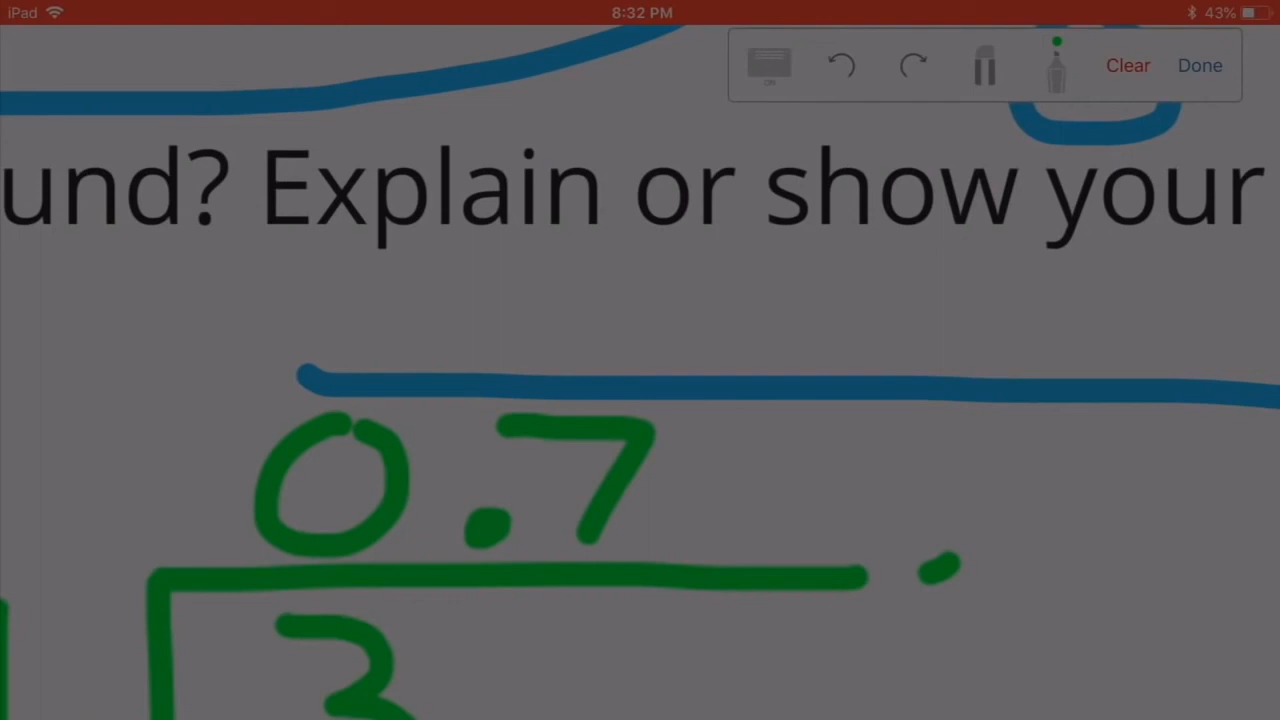 iPad 8:32 PM 43%
Clear Done
und? Explain or show your
0.7
3